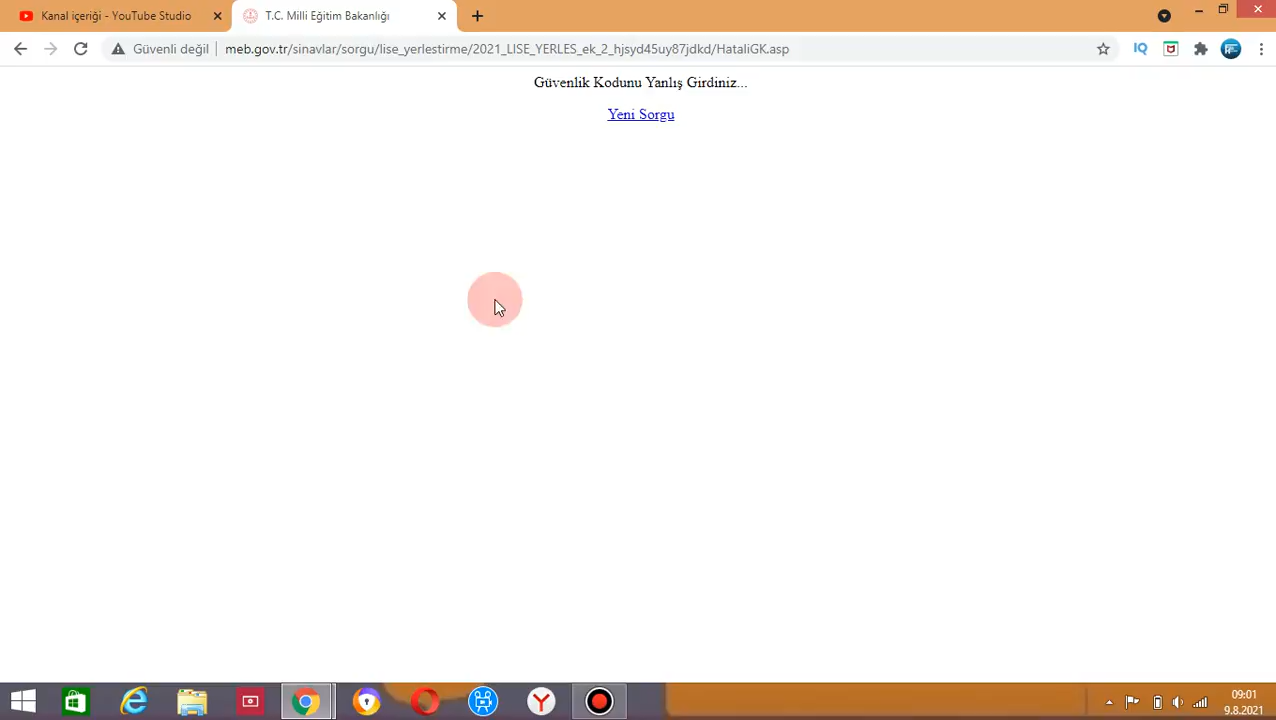 Kanal içeriği - YouTube Studio
T.C. Milli Eğitim Bakanlığı
Güvenli değil
meb.gov.tr/sinavlar/sorgu/lise_yerlestirme/2021_LISE_YERLES_ek_2_hjsyd45uy87jdkd/HataliGK.asp
IQ
Güvenlik Kodunu Yanlış Girdiniz...
Yeni Sorgu
Y
09:01
9.8.2021